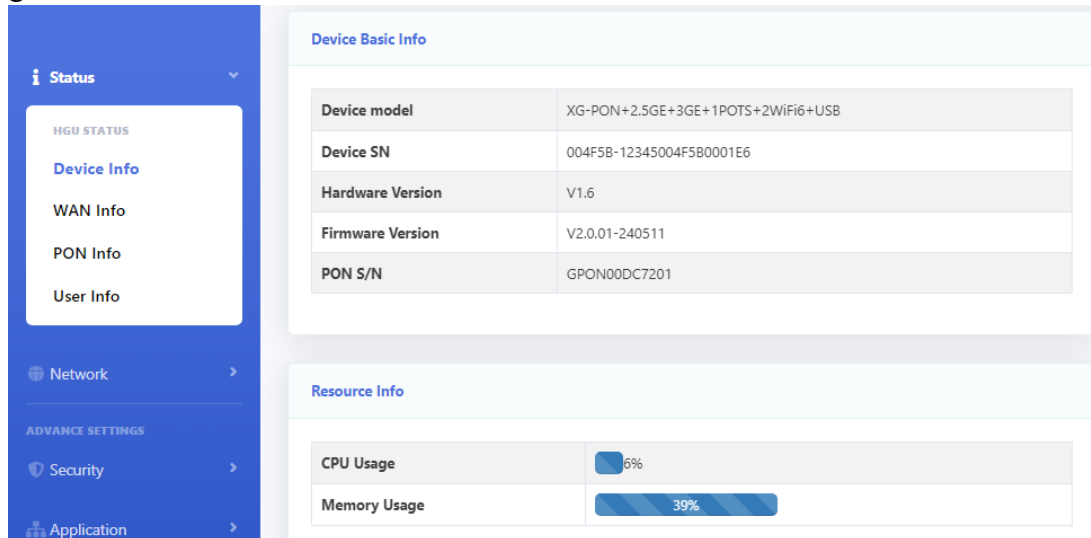 Status
HGU STATUS
Device Info
WAN Info
PON Info
User Info
Network
ADVANCE SETTINGS
Security
Application
Device Basic Info
Device model XG-PON+2.5GE+3GE+1POTS+2WiFi6+USB
Device SN 004F5B-12345004F5B0001E6
Hardware Version V1.6
Firmware Version V2.0.01-240511
PON S/N GPON00DC7201
Resource Info
CPU Usage 6%
Memory Usage 39%